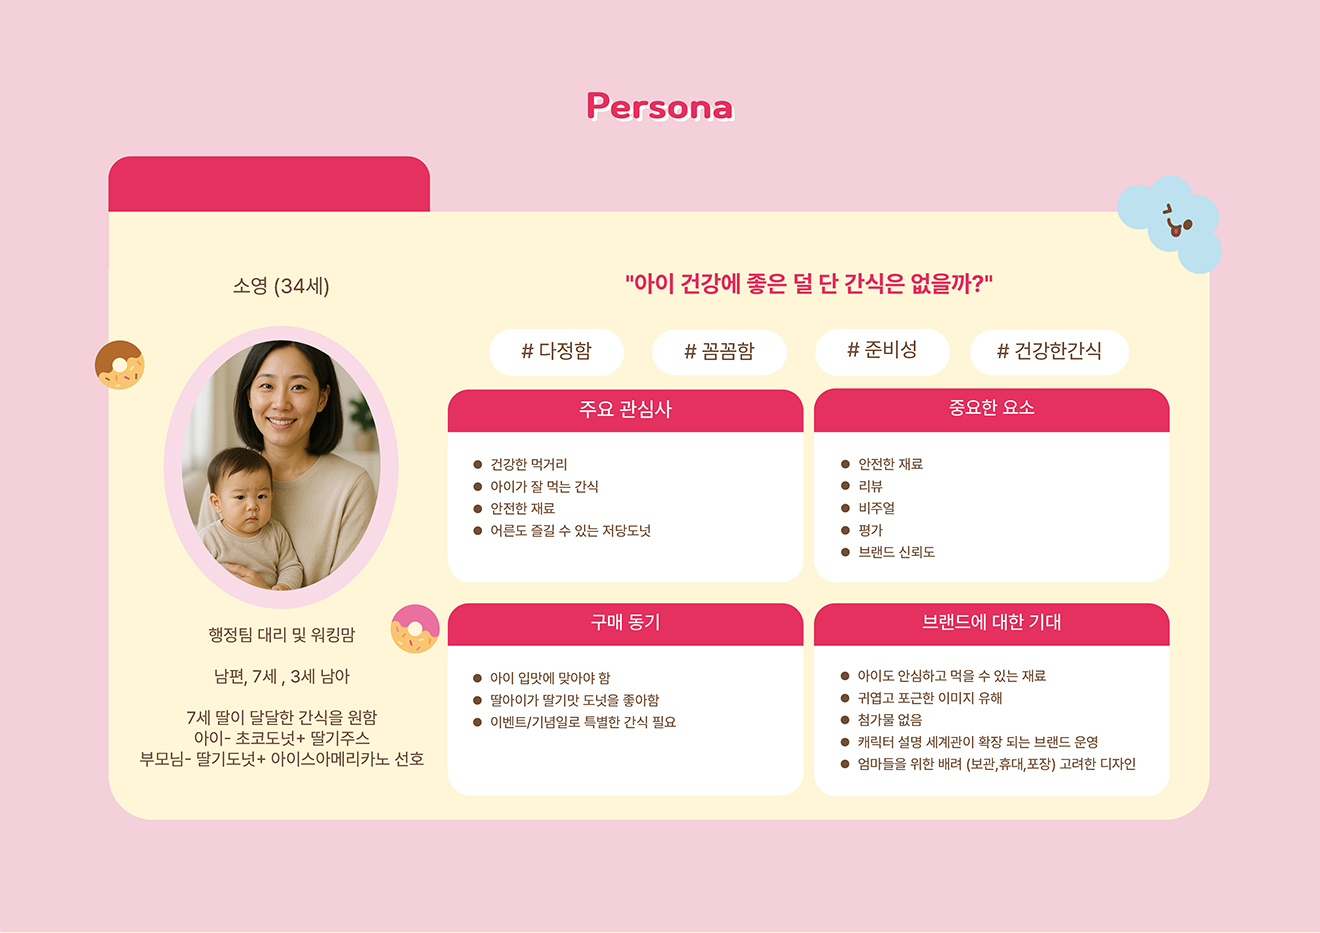 Persona
소영 (34세)
행정팀 대리 및 워킹맘
남편, 7세 , 3세 남아
7세 딸이 달달한 간식을 원함
아이- 초코도넛+ 딸기주스
부모님- 딸기도넛+ 아이스아메리카노 선호
"아이 건강에 좋은 덜 단 간식은 없을까?"
# 다정함
# 꼼꼼함
# 준비성
# 건강한간식
주요 관심사
건강한 먹거리
아이가 잘 먹는 간식
안전한 재료
어른도 즐길 수 있는 저당도넛
중요한 요소
안전한 재료
리뷰
비주얼
평가
브랜드 신뢰도
구매 동기
아이 입맛에 맞아야 함
딸아이가 딸기맛 도넛을 좋아함
이벤트/기념일로 특별한 간식 필요
브랜드에 대한 기대
아이도 안심하고 먹을 수 있는 재료
귀엽고 포근한 이미지 유해
첨가물 없음
캐릭터 설명 세계관이 확장 되는 브랜드 운영
엄마들을 위한 배려 (보관,휴대,포장) 고려한 디자인